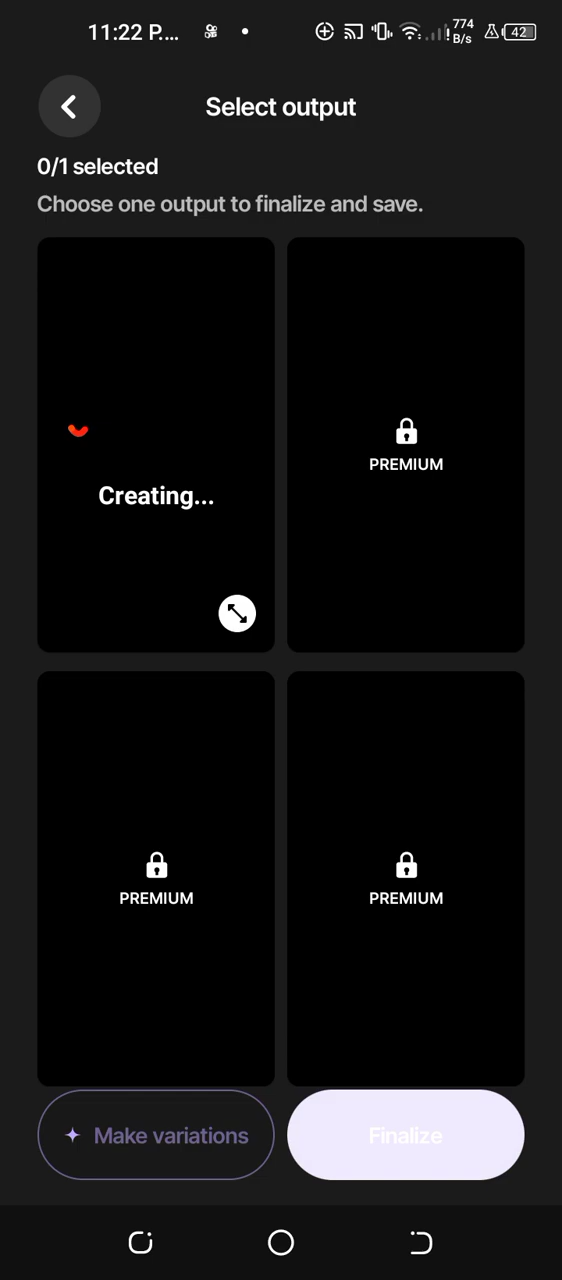 11:22 P....
774
B/s
42
Select output
0/1 selected
Choose one output to finalize and save.
Creating...
PREMIUM
PREMIUM
PREMIUM
Make variations
Finalize